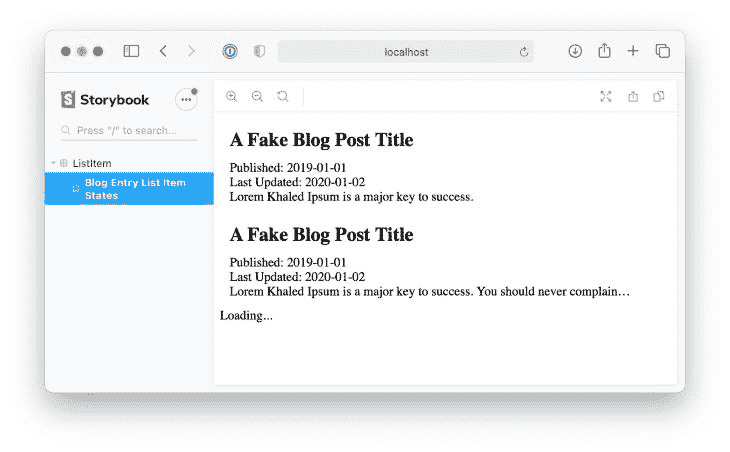 localhost
Storybook
Press "/" to search...
ListItem
Blog Entry List Item
States
A Fake Blog Post Title
Published: 2019-01-01
Last Updated: 2020-01-02
Lorem Khaled Ipsum is a major key to success.
A Fake Blog Post Title
Published: 2019-01-01
Last Updated: 2020-01-02
Lorem Khaled Ipsum is a major key to success. You should never complain…
Loading...